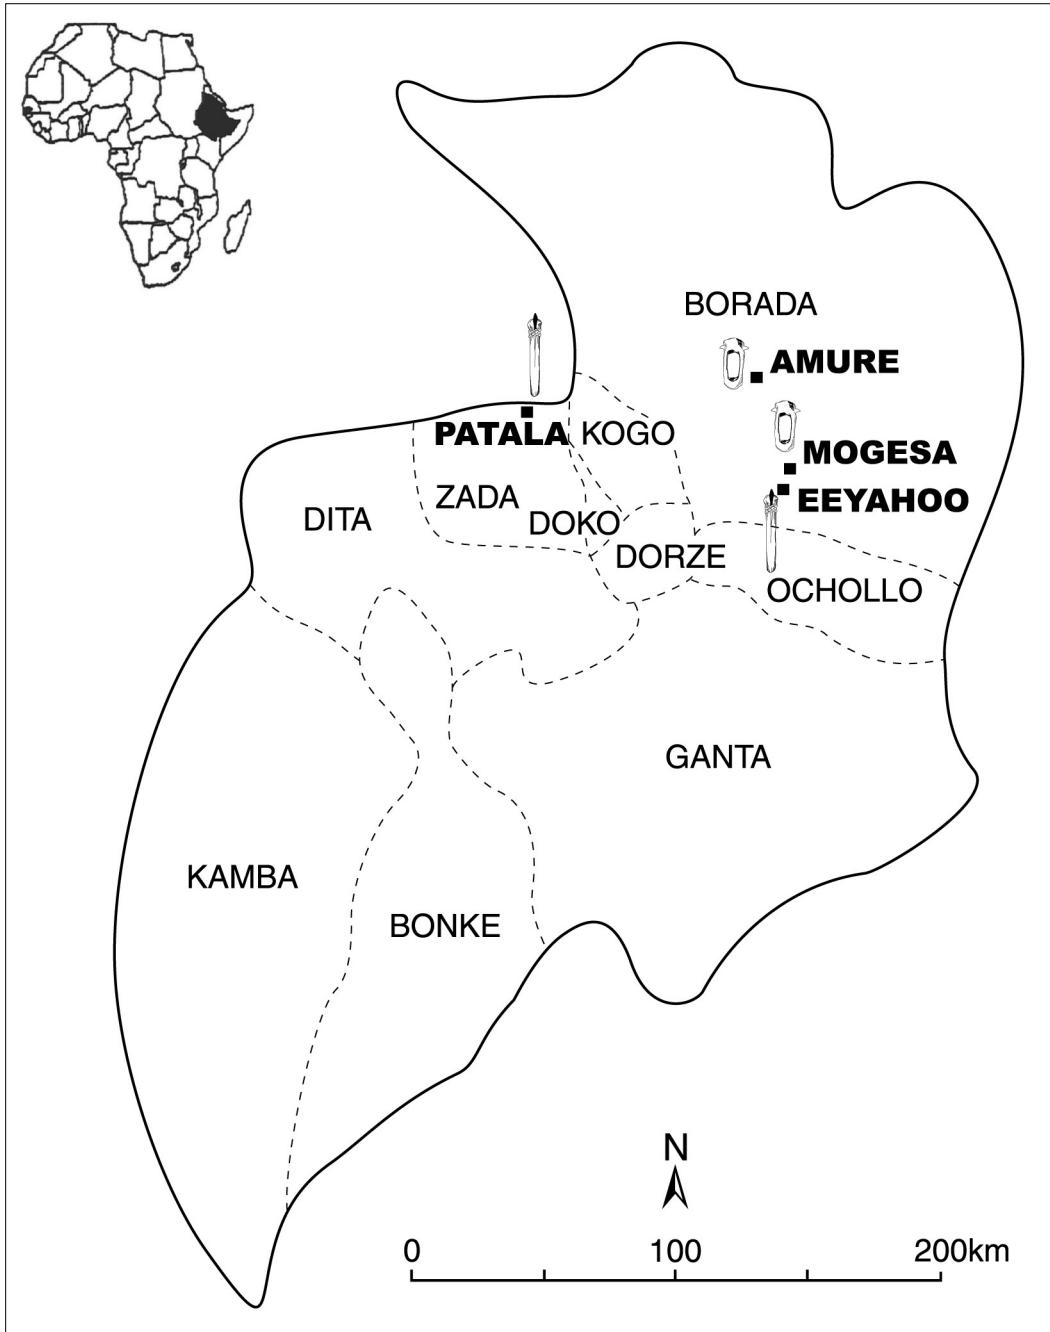 BORADA
AMURE
PATALA
KOGO
MOGESA
ZADA
EEYAHOO
DITA
DOKO
DORZE
OCHOLLO
GANTA
KAMBA
BONKE
N
0 100 200km